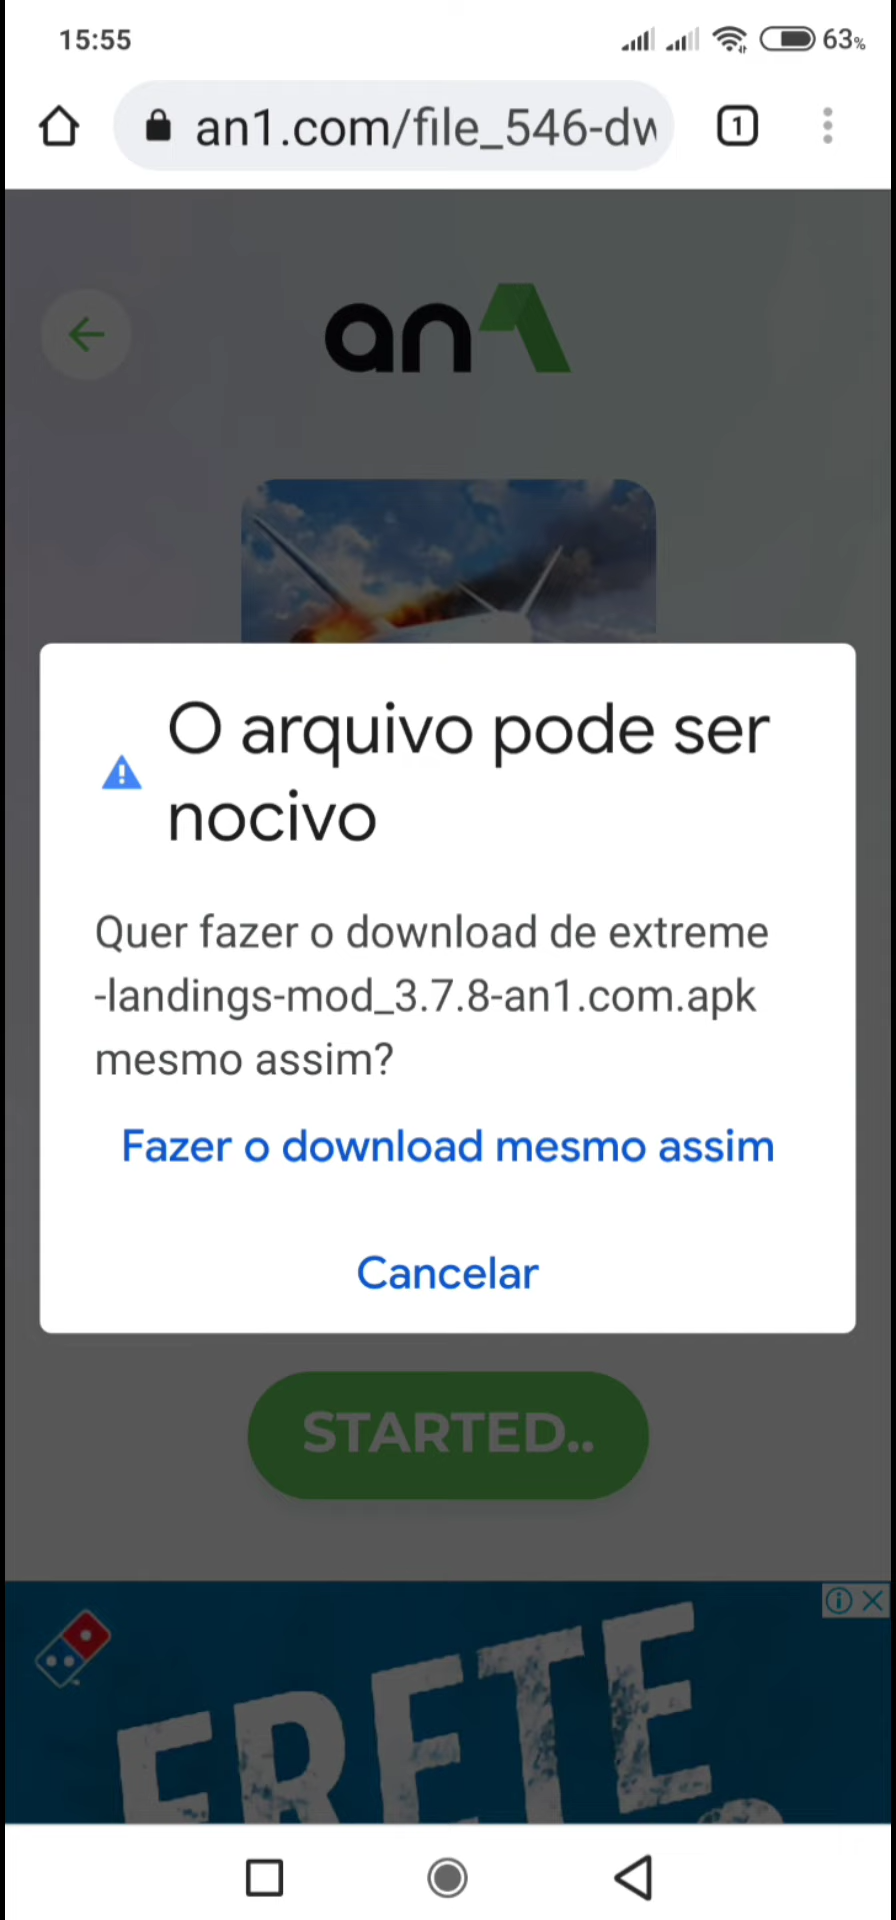 15:55
63%
an1.com/file_546-dw
1
an1
O arquivo pode ser
nocivo
Quer fazer o download de extreme
-landings-mod_3.7.8-an1.com.apk
mesmo assim?
Fazer o download mesmo assim
Cancelar
STARTED..
FRETE